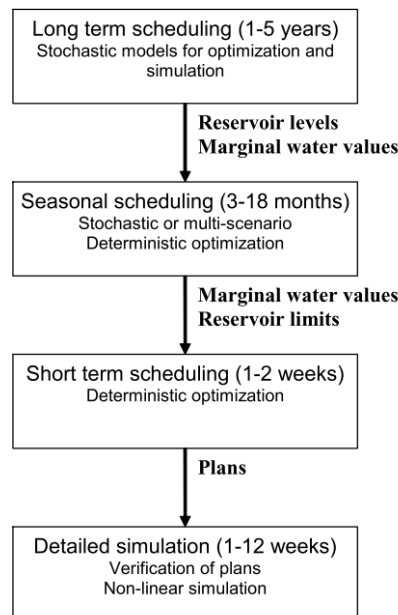 Long term scheduling (1-5 years)
Stochastic models for optimization and
simulation
Reservoir levels
Marginal water values
Seasonal scheduling (3-18 months)
Stochastic or multi-scenario
Deterministic optimization
Marginal water values
Reservoir limits
Short term scheduling (1-2 weeks)
Deterministic optimization
Plans
Detailed simulation (1-12 weeks)
Verification of plans
Non-linear simulation